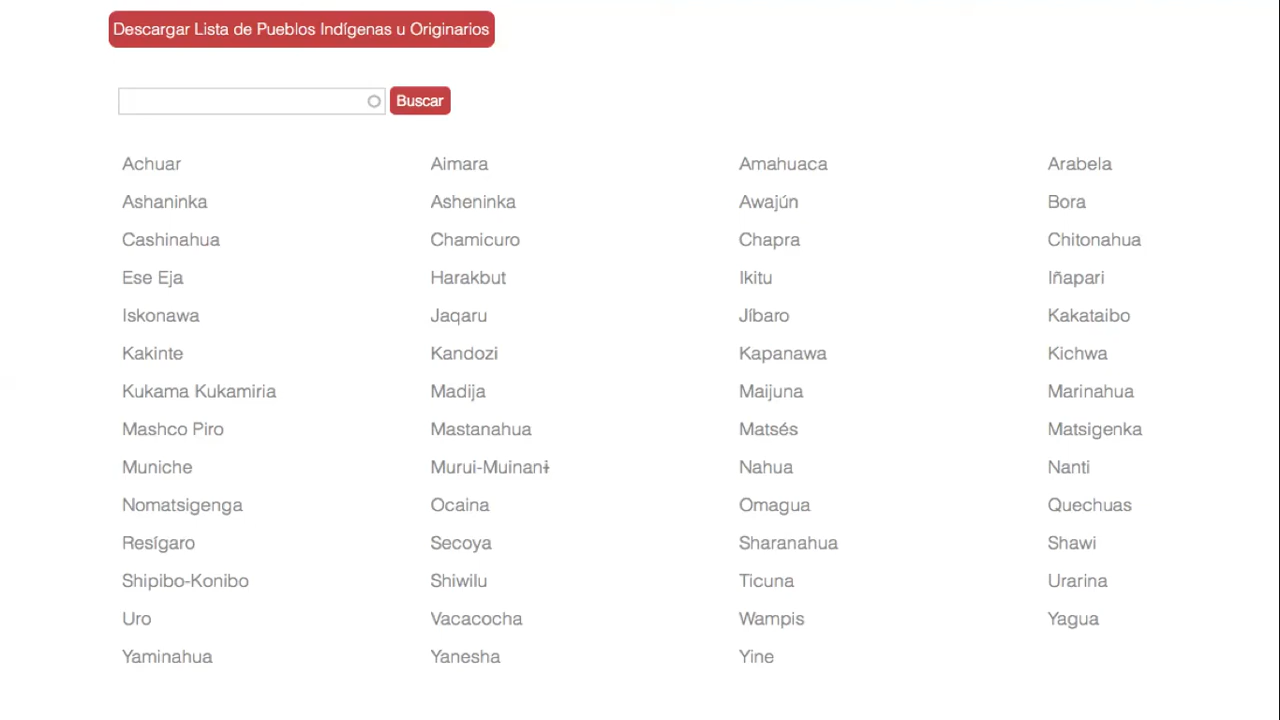 Descargar Lista de Pueblos Indígenas u Originarios
Buscar
Achuar Aimara Amahuaca Arabela
Ashaninka Asheninka Awajún Bora
Cashinahua Chamicuro Chapra Chitonahua
Ese Eja Harakbut Ikitu Iñapari
Iskonawa Jaqaru Jíbaro Kakataibo
Kakinte Kandozi Kapanawa Kichwa
Kukama Kukamiria Madija Maijuna Marinahua
Mashco Piro Mastanahua Matsés Matsigenka
Muniche Murui-Muinanɨ Nahua Nanti
Nomatsigenga Ocaina Omagua Quechuas
Resígaro Secoya Sharanahua Shawi
Shipibo-Konibo Shiwilu Ticuna Urarina
Uro Vacacocha Wampis Yagua
Yaminahua Yanesha Yine